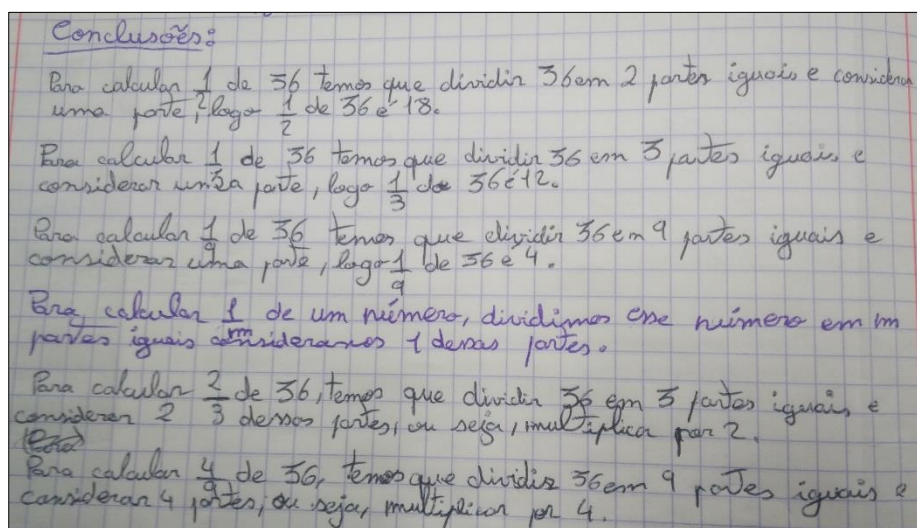 Conclusões:
Para calcular 1/2 de 36 temos que dividir 36 em 2 partes iguais e considerar
uma parte, logo 1/2 de 36 é 18.
Para calcular 1/3 de 36 temos que dividir 36 em 3 partes iguais e
considerar uma parte, logo 1/3 de 36 é 12.
Para calcular 1/9 de 36 temos que dividir 36 em 9 partes iguais e
considerar uma parte, logo 1/9 de 36 é 4.
Para calcular 1/m de um número, dividimos esse número em m
partes iguais consideramos 1 dessas partes.
Para calcular 2/3 de 36, temos que dividir 36 em 3 partes iguais, e
considerar 2 dessas partes, ou seja, multiplicar por 2.
Para calcular 4/9 de 36, temos que dividir 36 em 9 partes iguais e
considerar 4 partes, ou seja, multiplicar por 4.